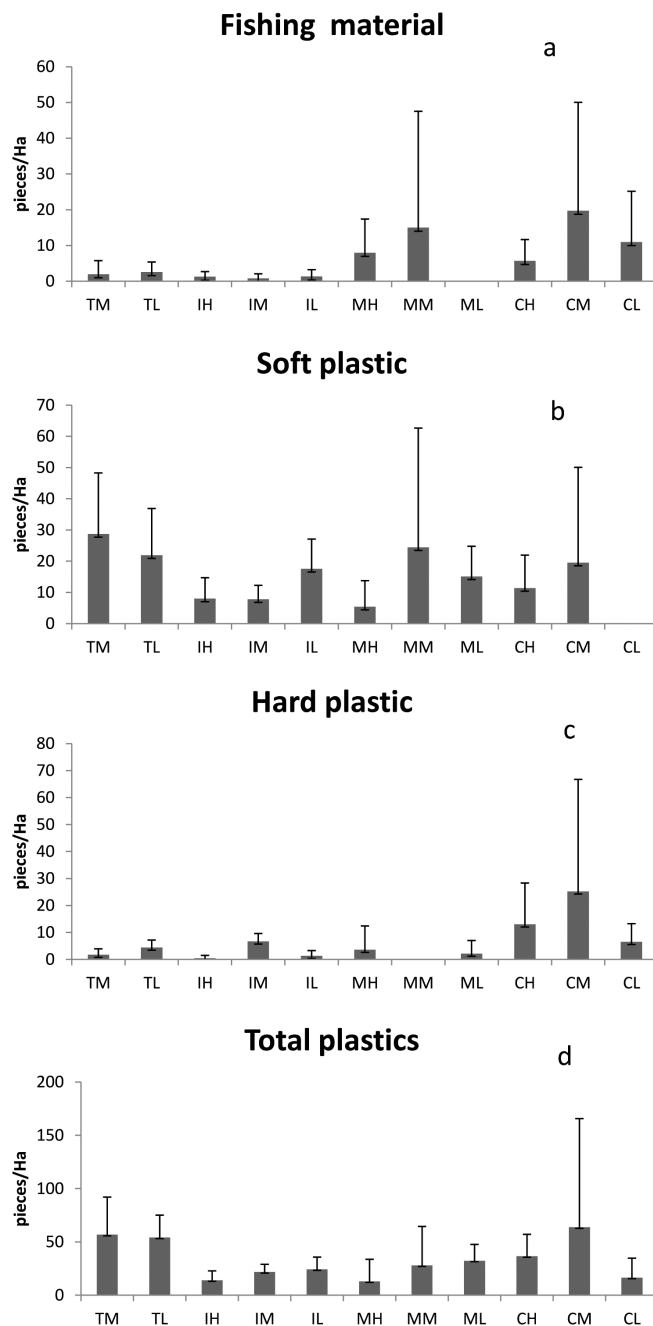 Fishing material
a
60
50
40
30
20
10
0
pieces/Ha
TM TL IH IM IL MH MM ML CH CM CL
Soft plastic
b
70
60
50
40
30
20
10
0
pieces/Ha
TM TL IH IM IL MH MM ML CH CM CL
Hard plastic
c
80
70
60
50
40
30
20
10
0
pieces/Ha
TM TL IH IM IL MH MM ML CH CM CL
Total plastics
d
200
150
100
50
0
pieces/Ha
TM TL IH IM IL MH MM ML CH CM CL